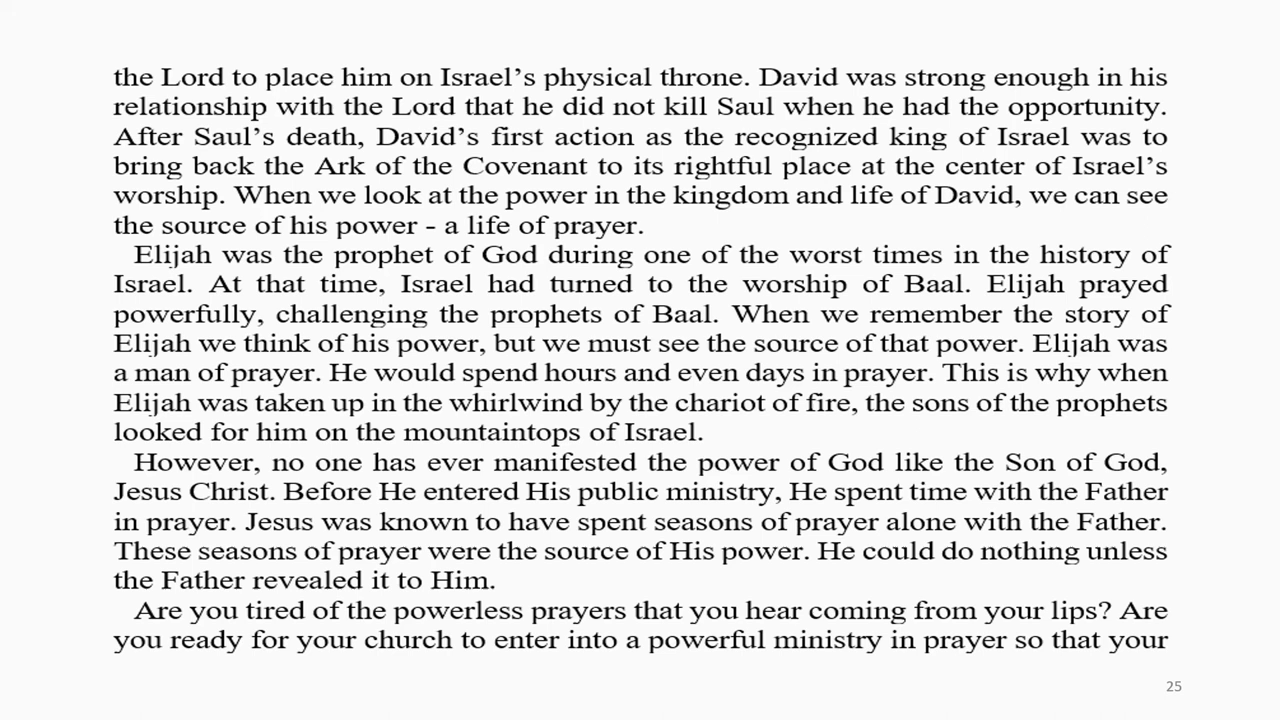 the Lord to place him on Israel’s physical throne. David was strong enough in his
relationship with the Lord that he did not kill Saul when he had the opportunity.
After Saul’s death, David’s first action as the recognized king of Israel was to
bring back the Ark of the Covenant to its rightful place at the center of Israel’s
worship. When we look at the power in the kingdom and life of David, we can see
the source of his power - a life of prayer.
Elijah was the prophet of God during one of the worst times in the history of
Israel. At that time, Israel had turned to the worship of Baal. Elijah prayed
powerfully, challenging the prophets of Baal. When we remember the story of
Elijah we think of his power, but we must see the source of that power. Elijah was
a man of prayer. He would spend hours and even days in prayer. This is why when
Elijah was taken up in the whirlwind by the chariot of fire, the sons of the prophets
looked for him on the mountaintops of Israel.
However, no one has ever manifested the power of God like the Son of God,
Jesus Christ. Before He entered His public ministry, He spent time with the Father
in prayer. Jesus was known to have spent seasons of prayer alone with the Father.
These seasons of prayer were the source of His power. He could do nothing unless
the Father revealed it to Him.
Are you tired of the powerless prayers that you hear coming from your lips? Are
you ready for your church to enter into a powerful ministry in prayer so that your
25